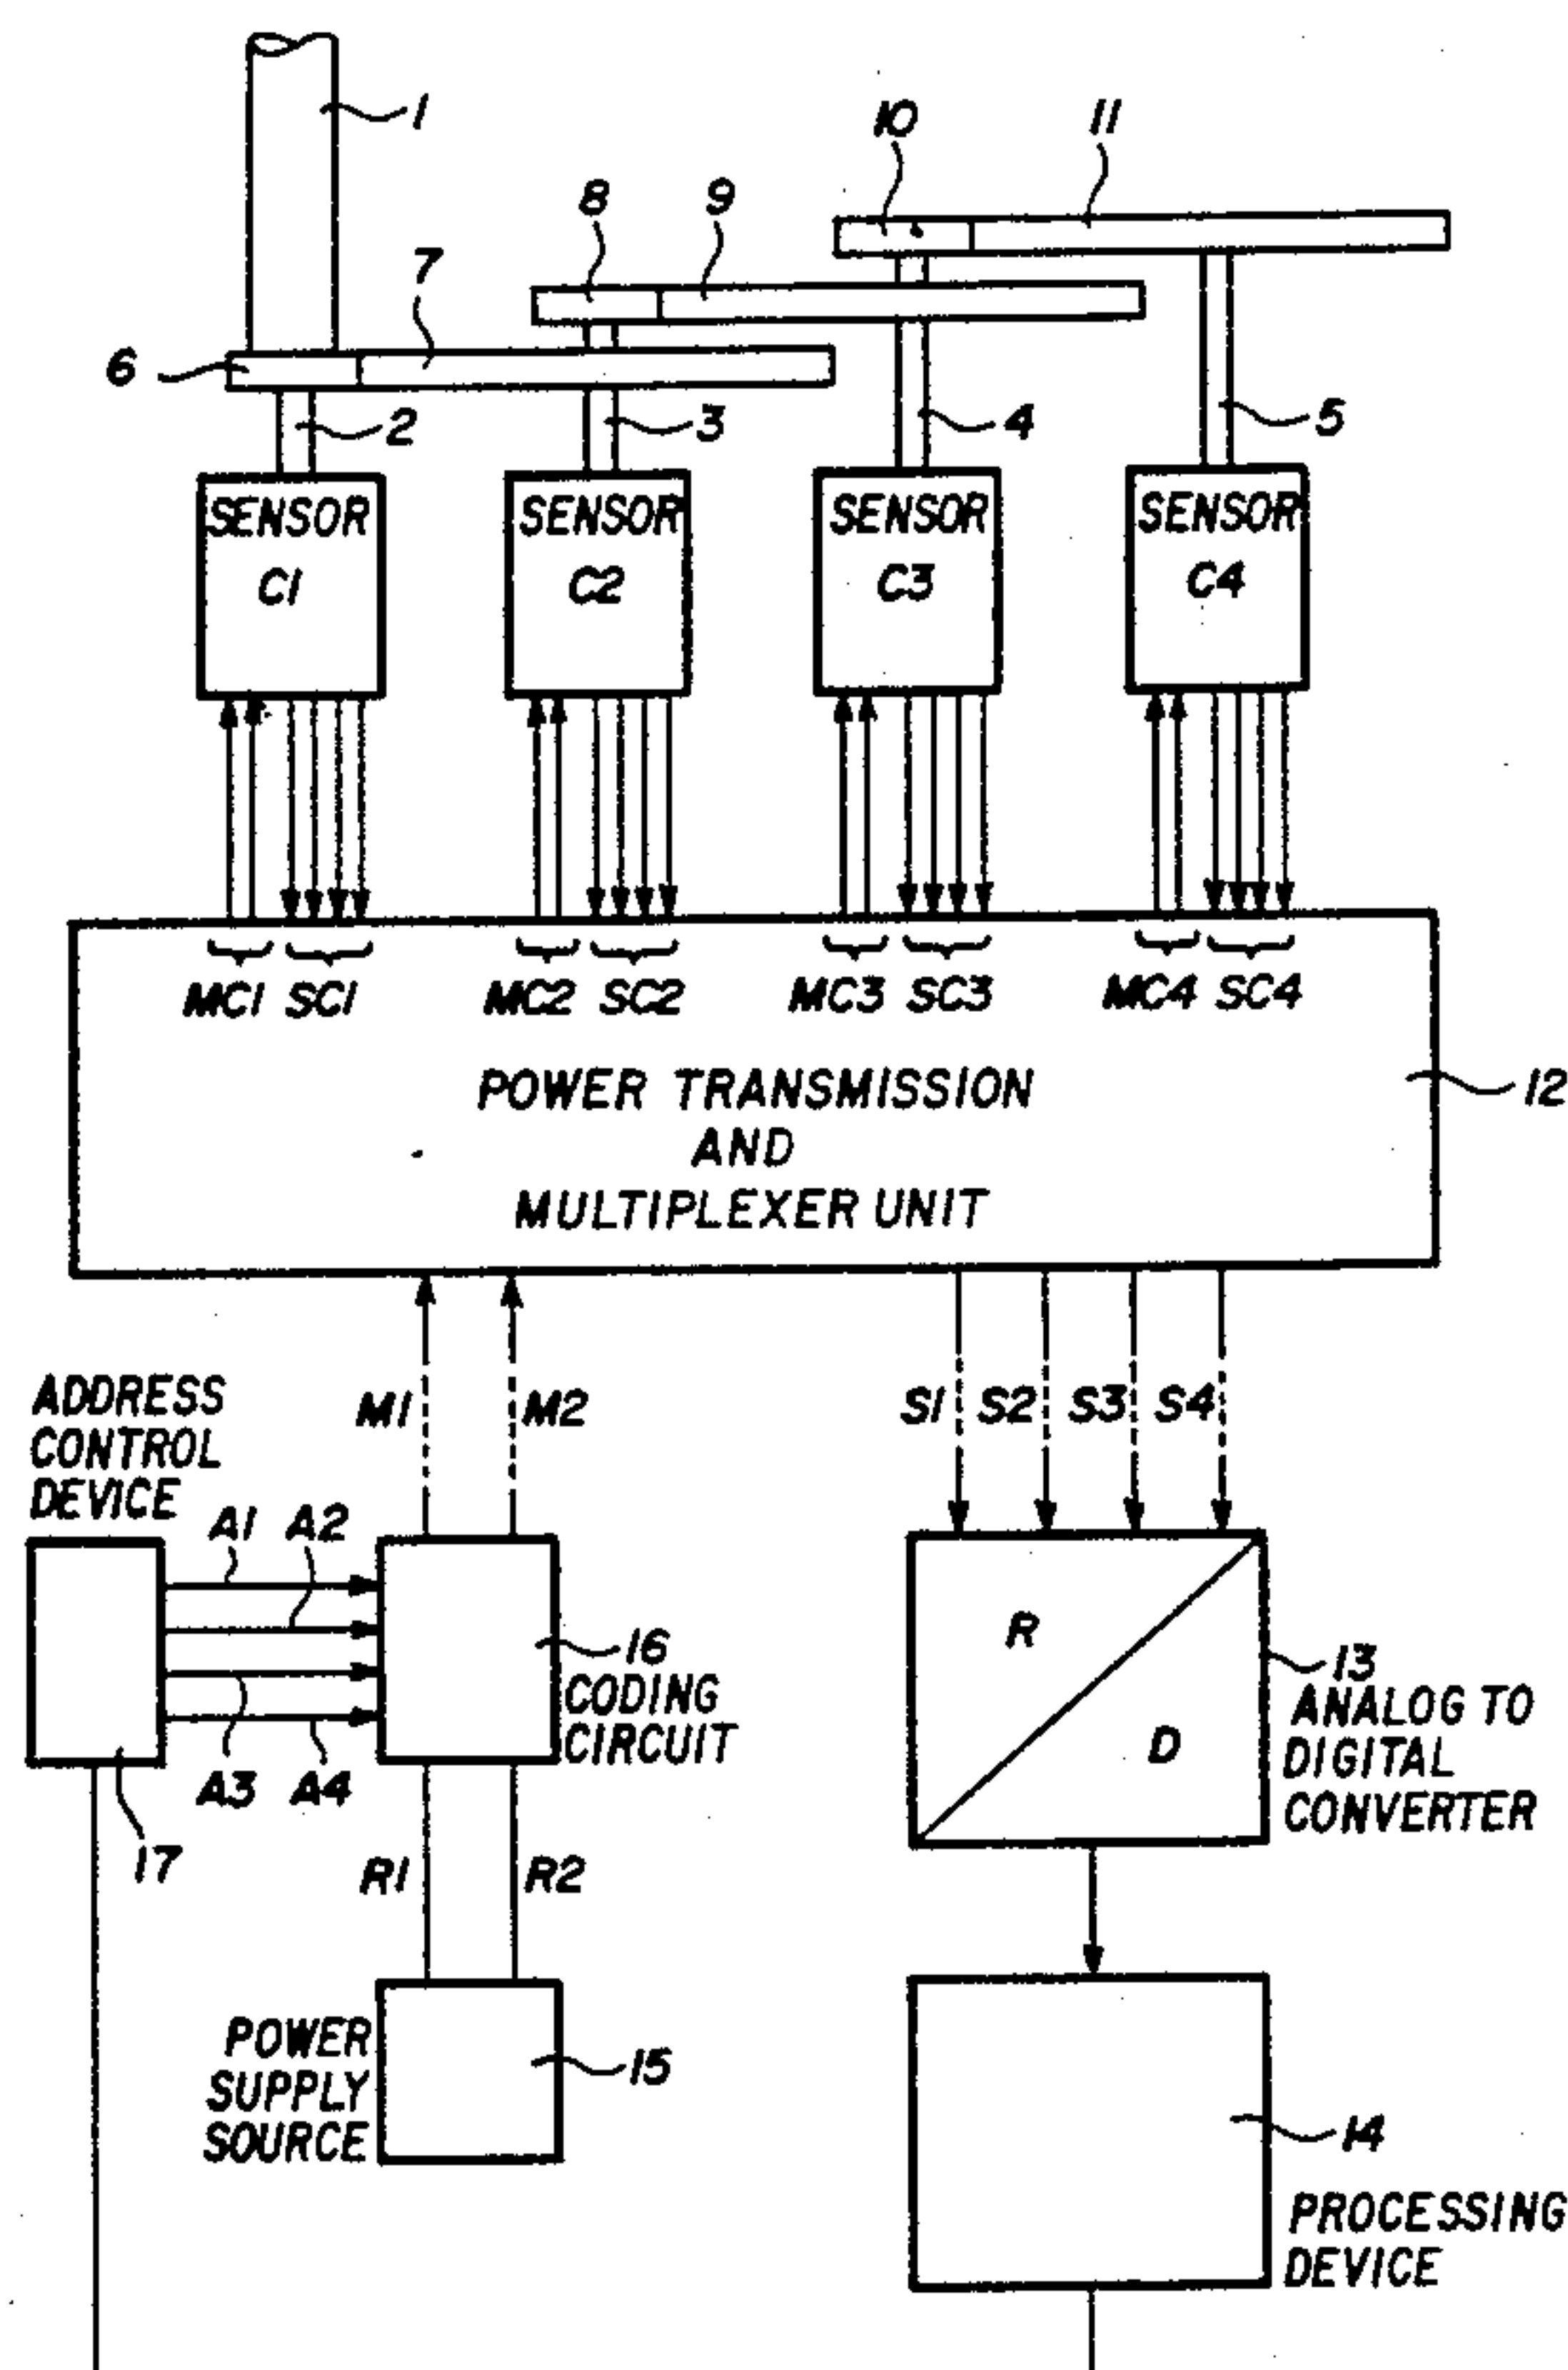 1
10
11
8
9
7
6
2
3
4
5
SENSOR
C1
SENSOR
C2
SENSOR
C3
SENSOR
C4
MC1 SC1
MC2 SC2
MC3 SC3
MC4 SC4
POWER TRANSMISSION
AND
MULTIPLEXER UNIT
12
ADDRESS
CONTROL
DEVICE
M1
M2
S1
S2
S3
S4
A1
A2
A3
A4
17
16
CODING
CIRCUIT
R
D
13
ANALOG TO
DIGITAL
CONVERTER
R1
R2
POWER
SUPPLY
SOURCE
15
14
PROCESSING
DEVICE